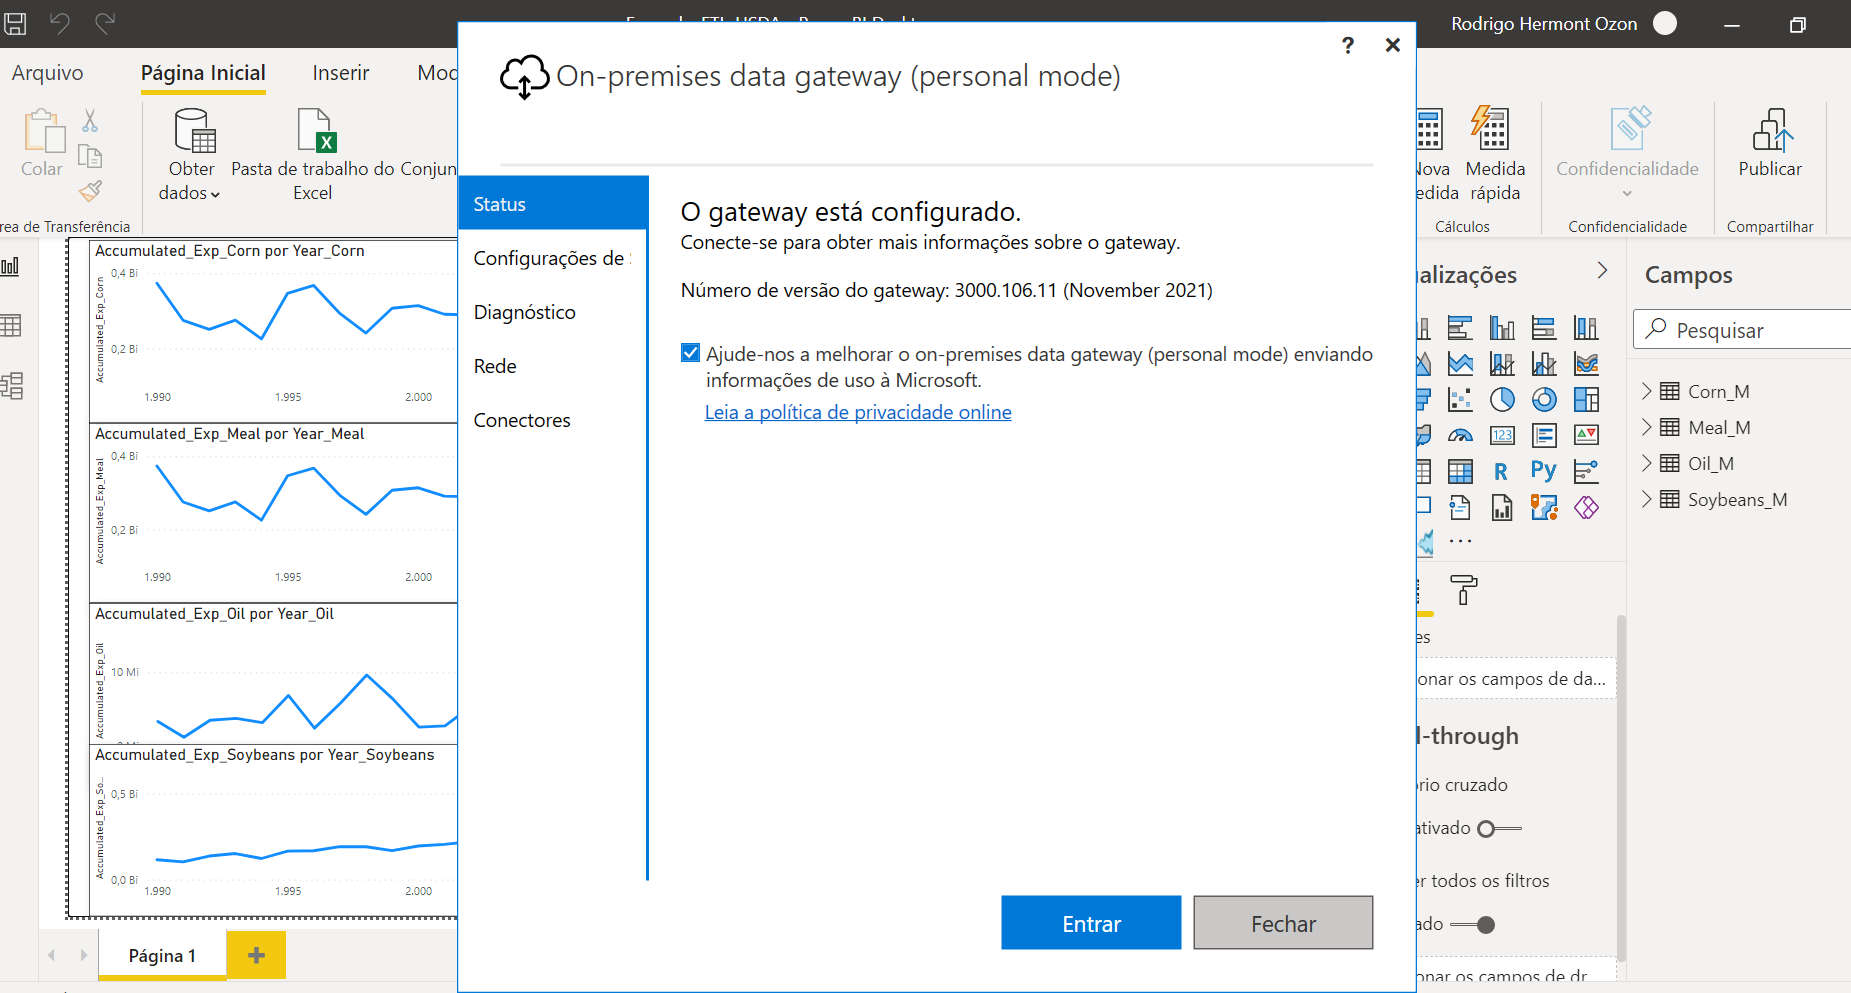 Rodrigo Hermont Ozon
Arquivo
Página Inicial
Inserir
Mod
Colar
Obter
dados
Pasta de trabalho do
Excel
Conjun
rea de Transferência
On-premises data gateway (personal mode)
?
Status
Configurações de
Diagnóstico
Rede
Conectores
O gateway está configurado.
Conecte-se para obter mais informações sobre o gateway.
Número de versão do gateway: 3000.106.11 (November 2021)
Ajude-nos a melhorar o on-premises data gateway (personal mode) enviando
informações de uso à Microsoft.
Leia a política de privacidade online
Entrar
Fechar
Nova
edida
Medida
rápida
Cálculos
Confidencialidade
Confidencialidade
Publicar
Compartilhar
Accumulated_Exp_Corn por Year_Corn
Accumulated_Exp_Corn
0,4 Bi
0,2 Bi
1.990
1.995
2.000
Accumulated_Exp_Meal por Year_Meal
Accumulated_Exp_Meal
0,4 Bi
0,2 Bi
1.990
1.995
2.000
Accumulated_Exp_Oil por Year_Oil
Accumulated_Exp_Oil
10 Mi
Accumulated_Exp_Soybeans por Year_Soybeans
Accumulated_Exp_So...
0,5 Bi
0,0 Bi
1.990
1.995
2.000
Página 1
ualizações
123
R
Py
es
onar os campos de da...
l-through
rio cruzado
ativado
er todos os filtros
ado
onar os campos de dr
Campos
Pesquisar
Corn_M
Meal_M
Oil_M
Soybeans_M